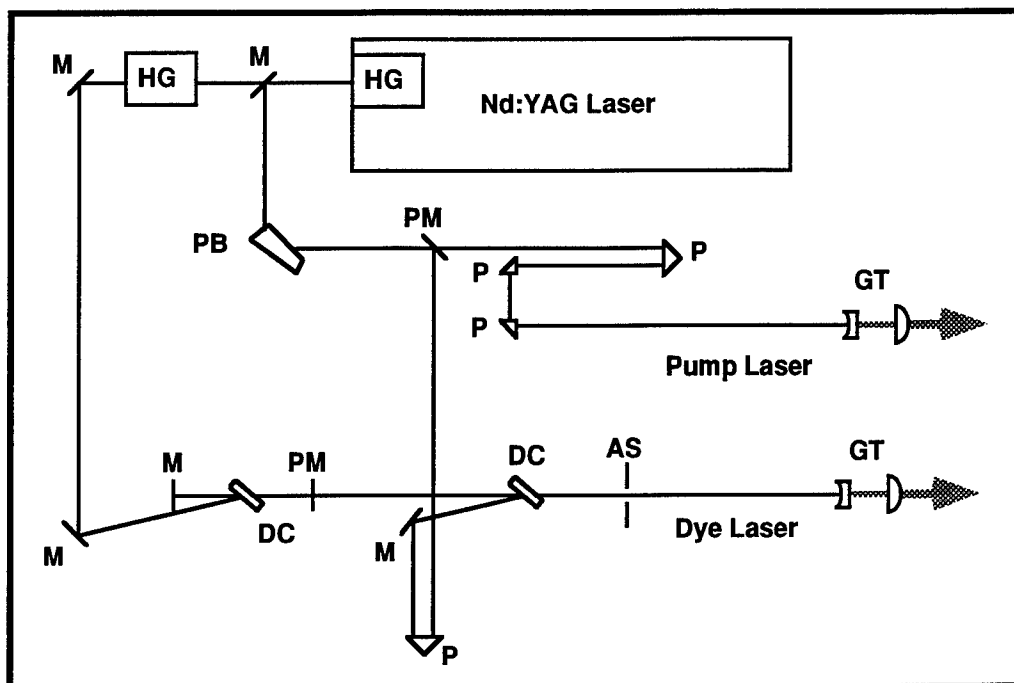 M
HG
M
HG
Nd:YAG Laser
PB
PM
P
P
P
GT
Pump Laser
M
DC
PM
M
DC
AS
GT
Dye Laser
M
P